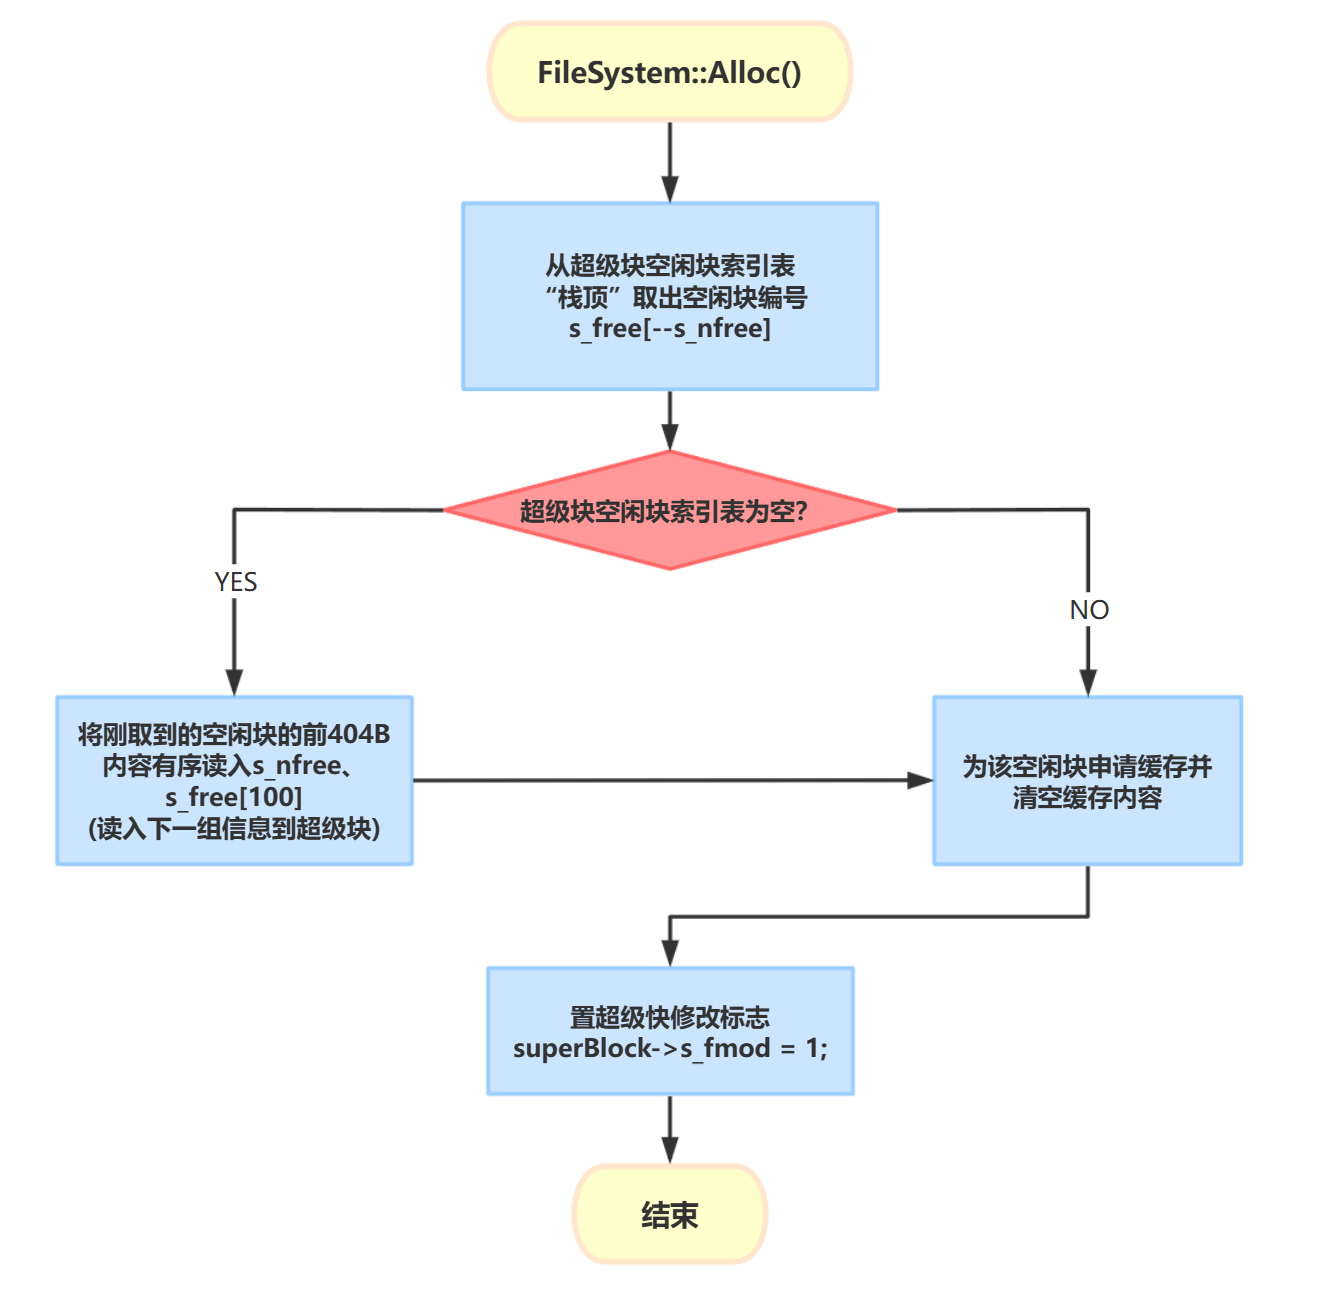 FileSystem::Alloc()
从超级块空闲块索引表
“栈顶”取出空闲块编号
s_free[--s_nfree]
超级块空闲块索引表为空?
YES
NO
将刚取到的空闲块的前404B
内容有序读入s_nfree、
s_free[100]
(读入下一组信息到超级块)
为该空闲块申请缓存并
清空缓存内容
置超级快修改标志
superBlock->s_fmod = 1;
结束